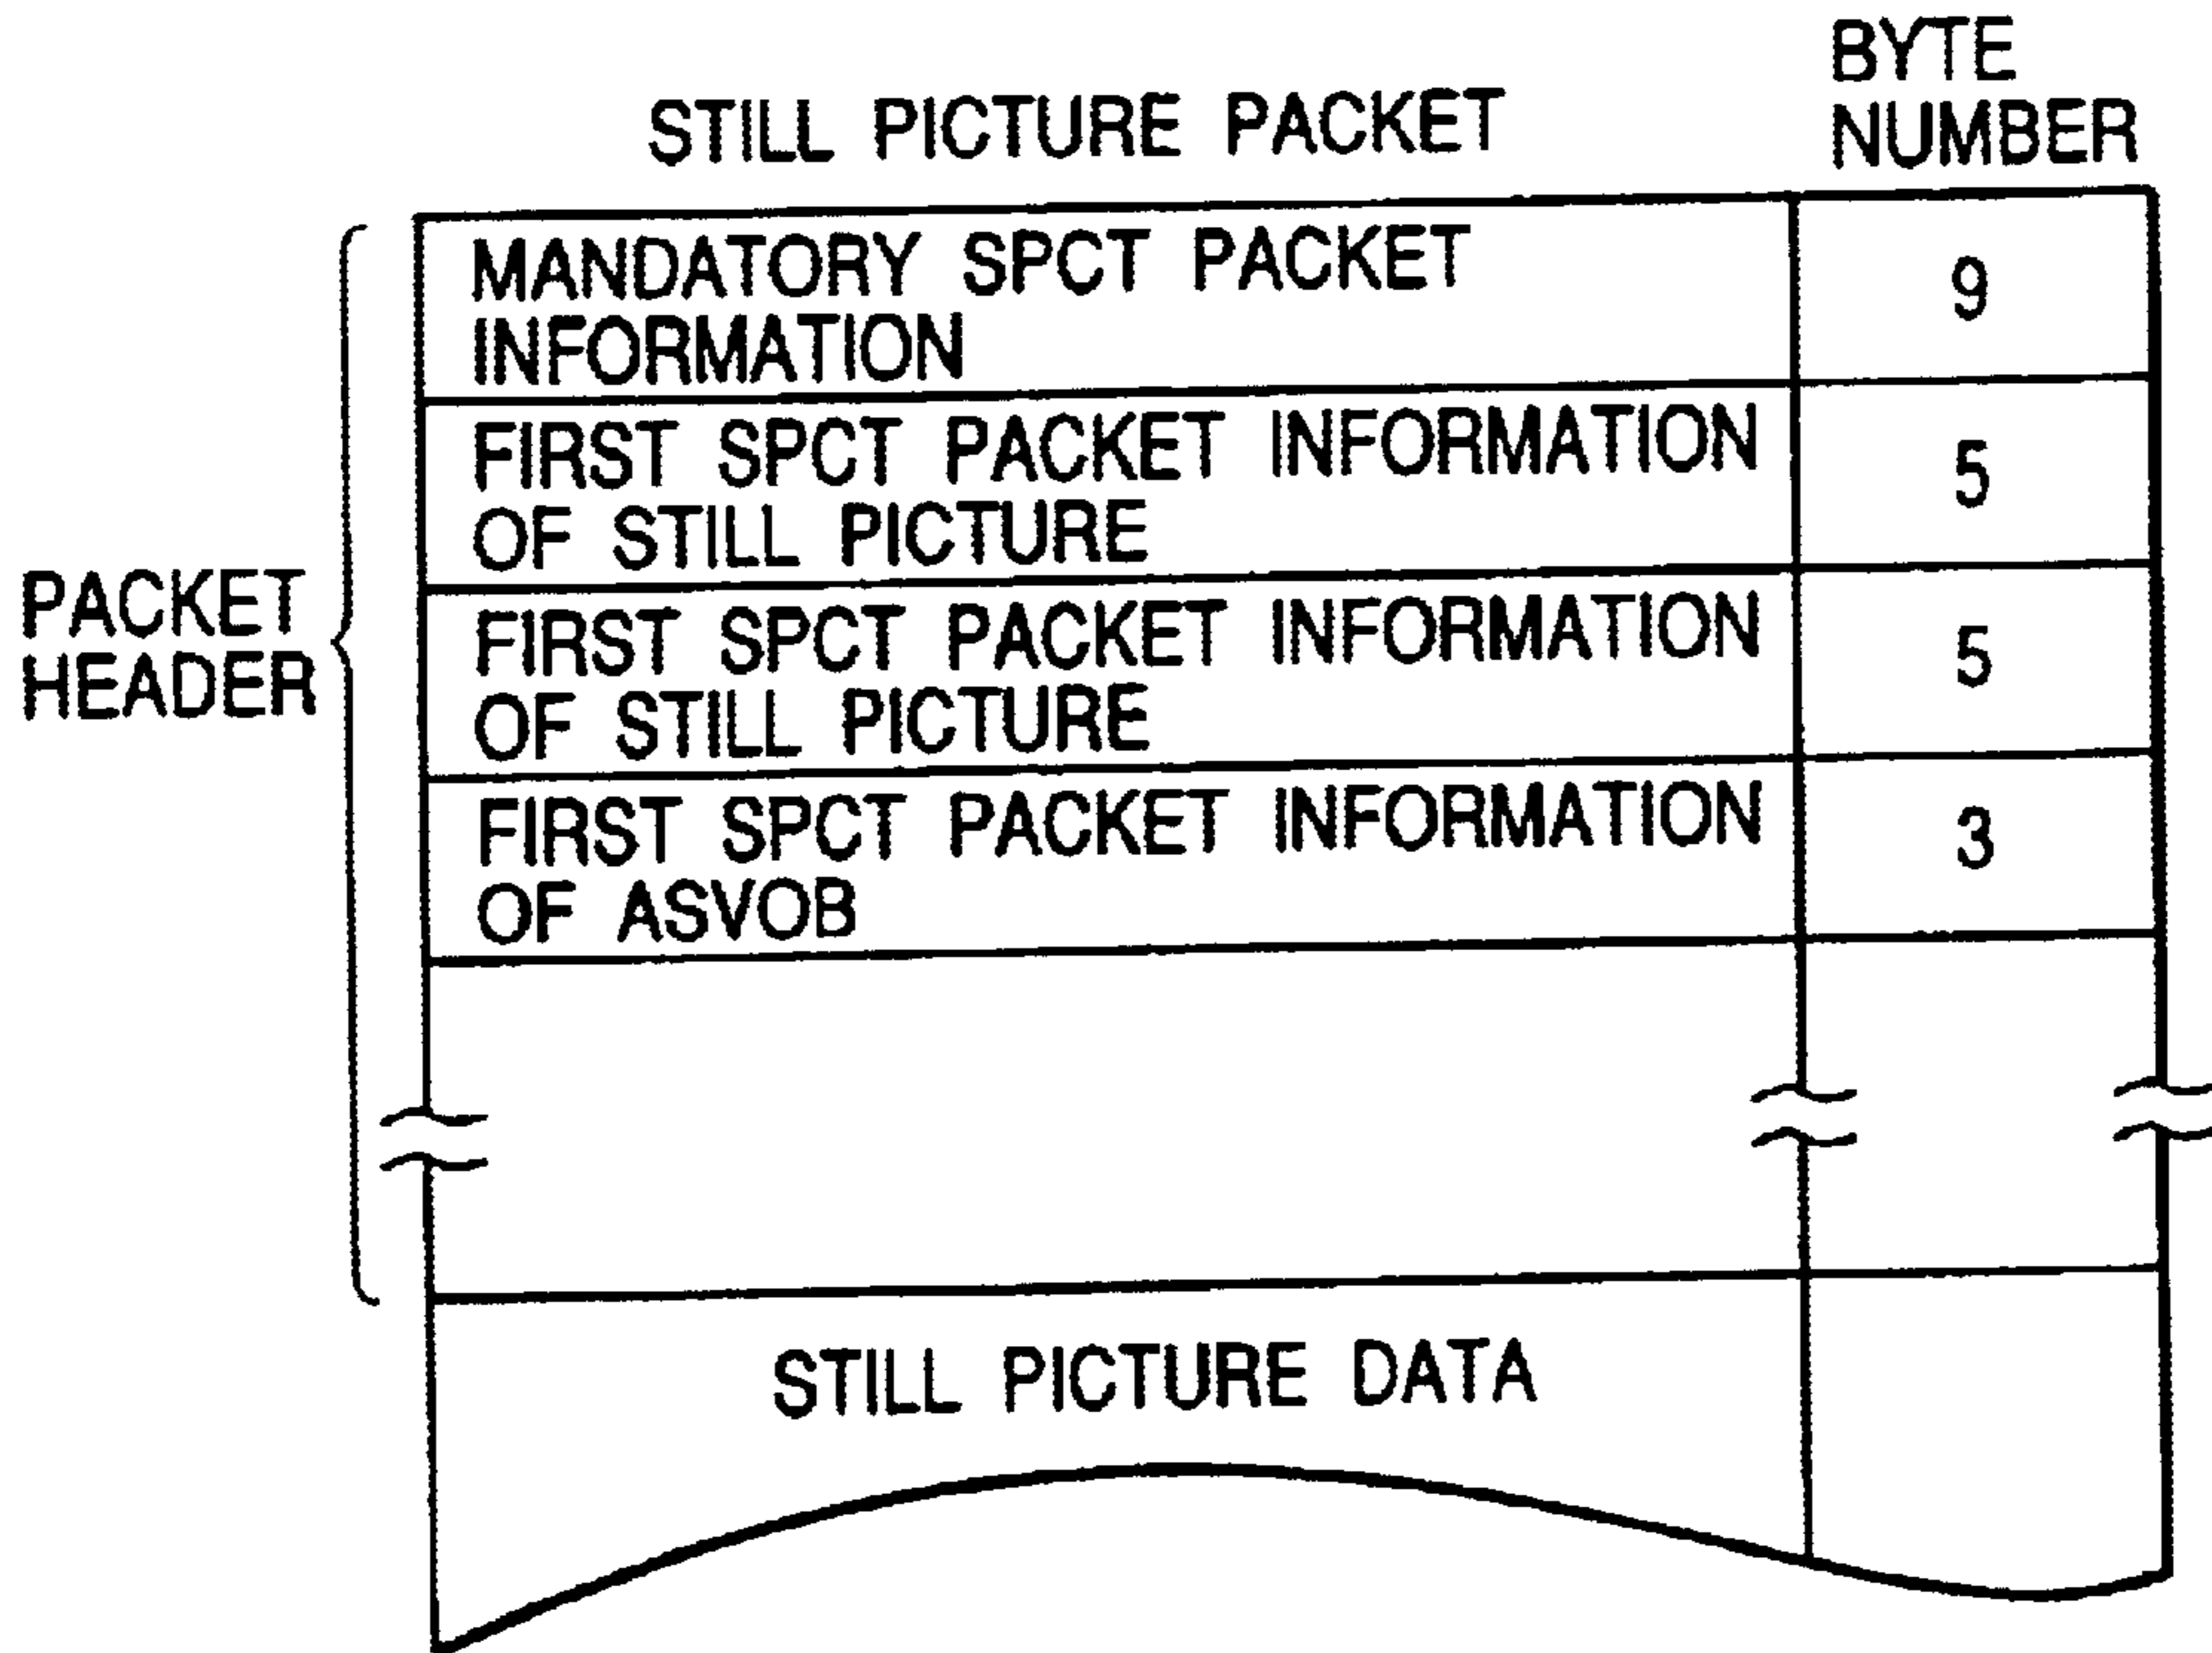 STILL PICTURE PACKET
BYTE
NUMBER
MANDATORY SPCT PACKET
INFORMATION
9
FIRST SPCT PACKET INFORMATION
OF STILL PICTURE
5
FIRST SPCT PACKET INFORMATION
OF STILL PICTURE
5
FIRST SPCT PACKET INFORMATION
OF ASVOB
3
PACKET
HEADER
STILL PICTURE DATA